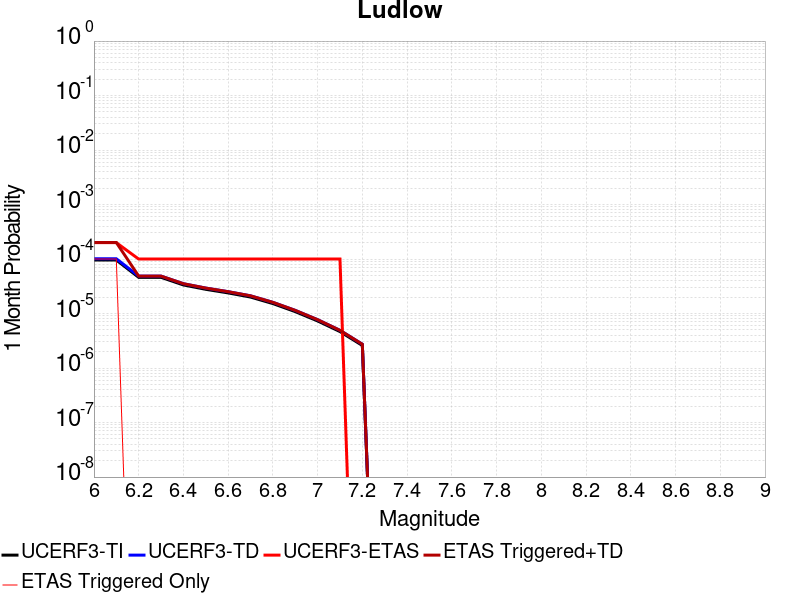 Ludlow
10^0
10^-1
10^-2
10^-3
10^-4
10^-5
10^-6
10^-7
10^-8
1 Month Probability
6 6.2 6.4 6.6 6.8 7 7.2 7.4 7.6 7.8 8 8.2 8.4 8.6 8.8 9
Magnitude
UCERF3-TI UCERF3-TD UCERF3-ETAS ETAS Triggered+TD
ETAS Triggered Only